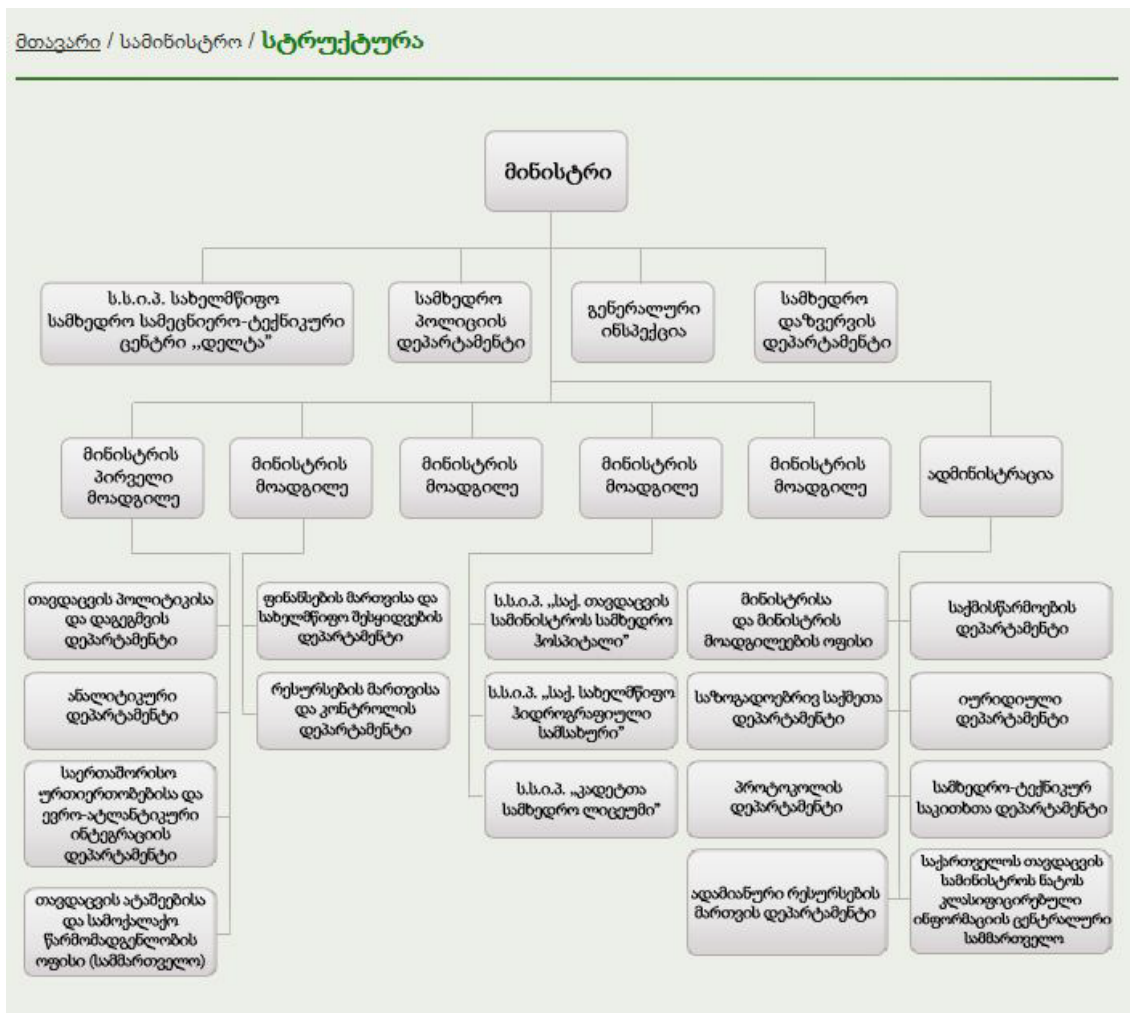 მთავარი / სამინისტრო / სტრუქტურა
მინისტრი
ს.ს.ი.პ. სახელმწიფო
სამხედრო სამეცნიერო-ტექნიკური
ცენტრი ,,დელტა”
სამხედრო
პოლიციის
დეპარტამენტი
გენერალური
ინსპექცია
სამხედრო
დაზვერვის
დეპარტამენტი
მინისტრის
პირველი
მოადგილე
მინისტრის
მოადგილე
მინისტრის
მოადგილე
მინისტრის
მოადგილე
მინისტრის
მოადგილე
ადმინისტრაცია
თავდაცვის პოლიტიკისა
და დაგეგმვის
დეპარტამენტი
ანალიტიკური
დეპარტამენტი
საერთაშორისო
ურთიერთობებისა და
ევრო-ატლანტიკური
ინტეგრაციის
დეპარტამენტი
თავდაცვის ატაშეებისა
და სამოქალაქო
წარმომადგენლობის
ოფისი (სამმართველო)
ფინანსების მართვისა და
სახელმწიფო შესყიდვების
დეპარტამენტი
რესურსების მართვისა
და კონტროლის
დეპარტამენტი
ს.ს.ი.პ. „საქ. თავდაცვის
სამინისტროს სამხედრო
ჰოსპიტალი”
ს.ს.ი.პ. „საქ. სახელმწიფო
ჰიდროგრაფიული
სამსახური”
ს.ს.ი.პ. „კადეტთა
სამხედრო ლიცეუმი”
მინისტრისა
და მინისტრის
მოადგილეების ოფისი
საზოგადოებრივ საქმეთა
დეპარტამენტი
პროტოკოლის
დეპარტამენტი
ადამიანური რესურსების
მართვის დეპარტამენტი
საქმისწარმოების
დეპარტამენტი
იურიდიული
დეპარტამენტი
სამხედრო-ტექნიკურ
საკითხთა დეპარტამენტი
საქართველოს თავდაცვის
სამინისტროს ნატოს
კლასიფიცირებული
ინფორმაციის ცენტრალური
სამმართველო